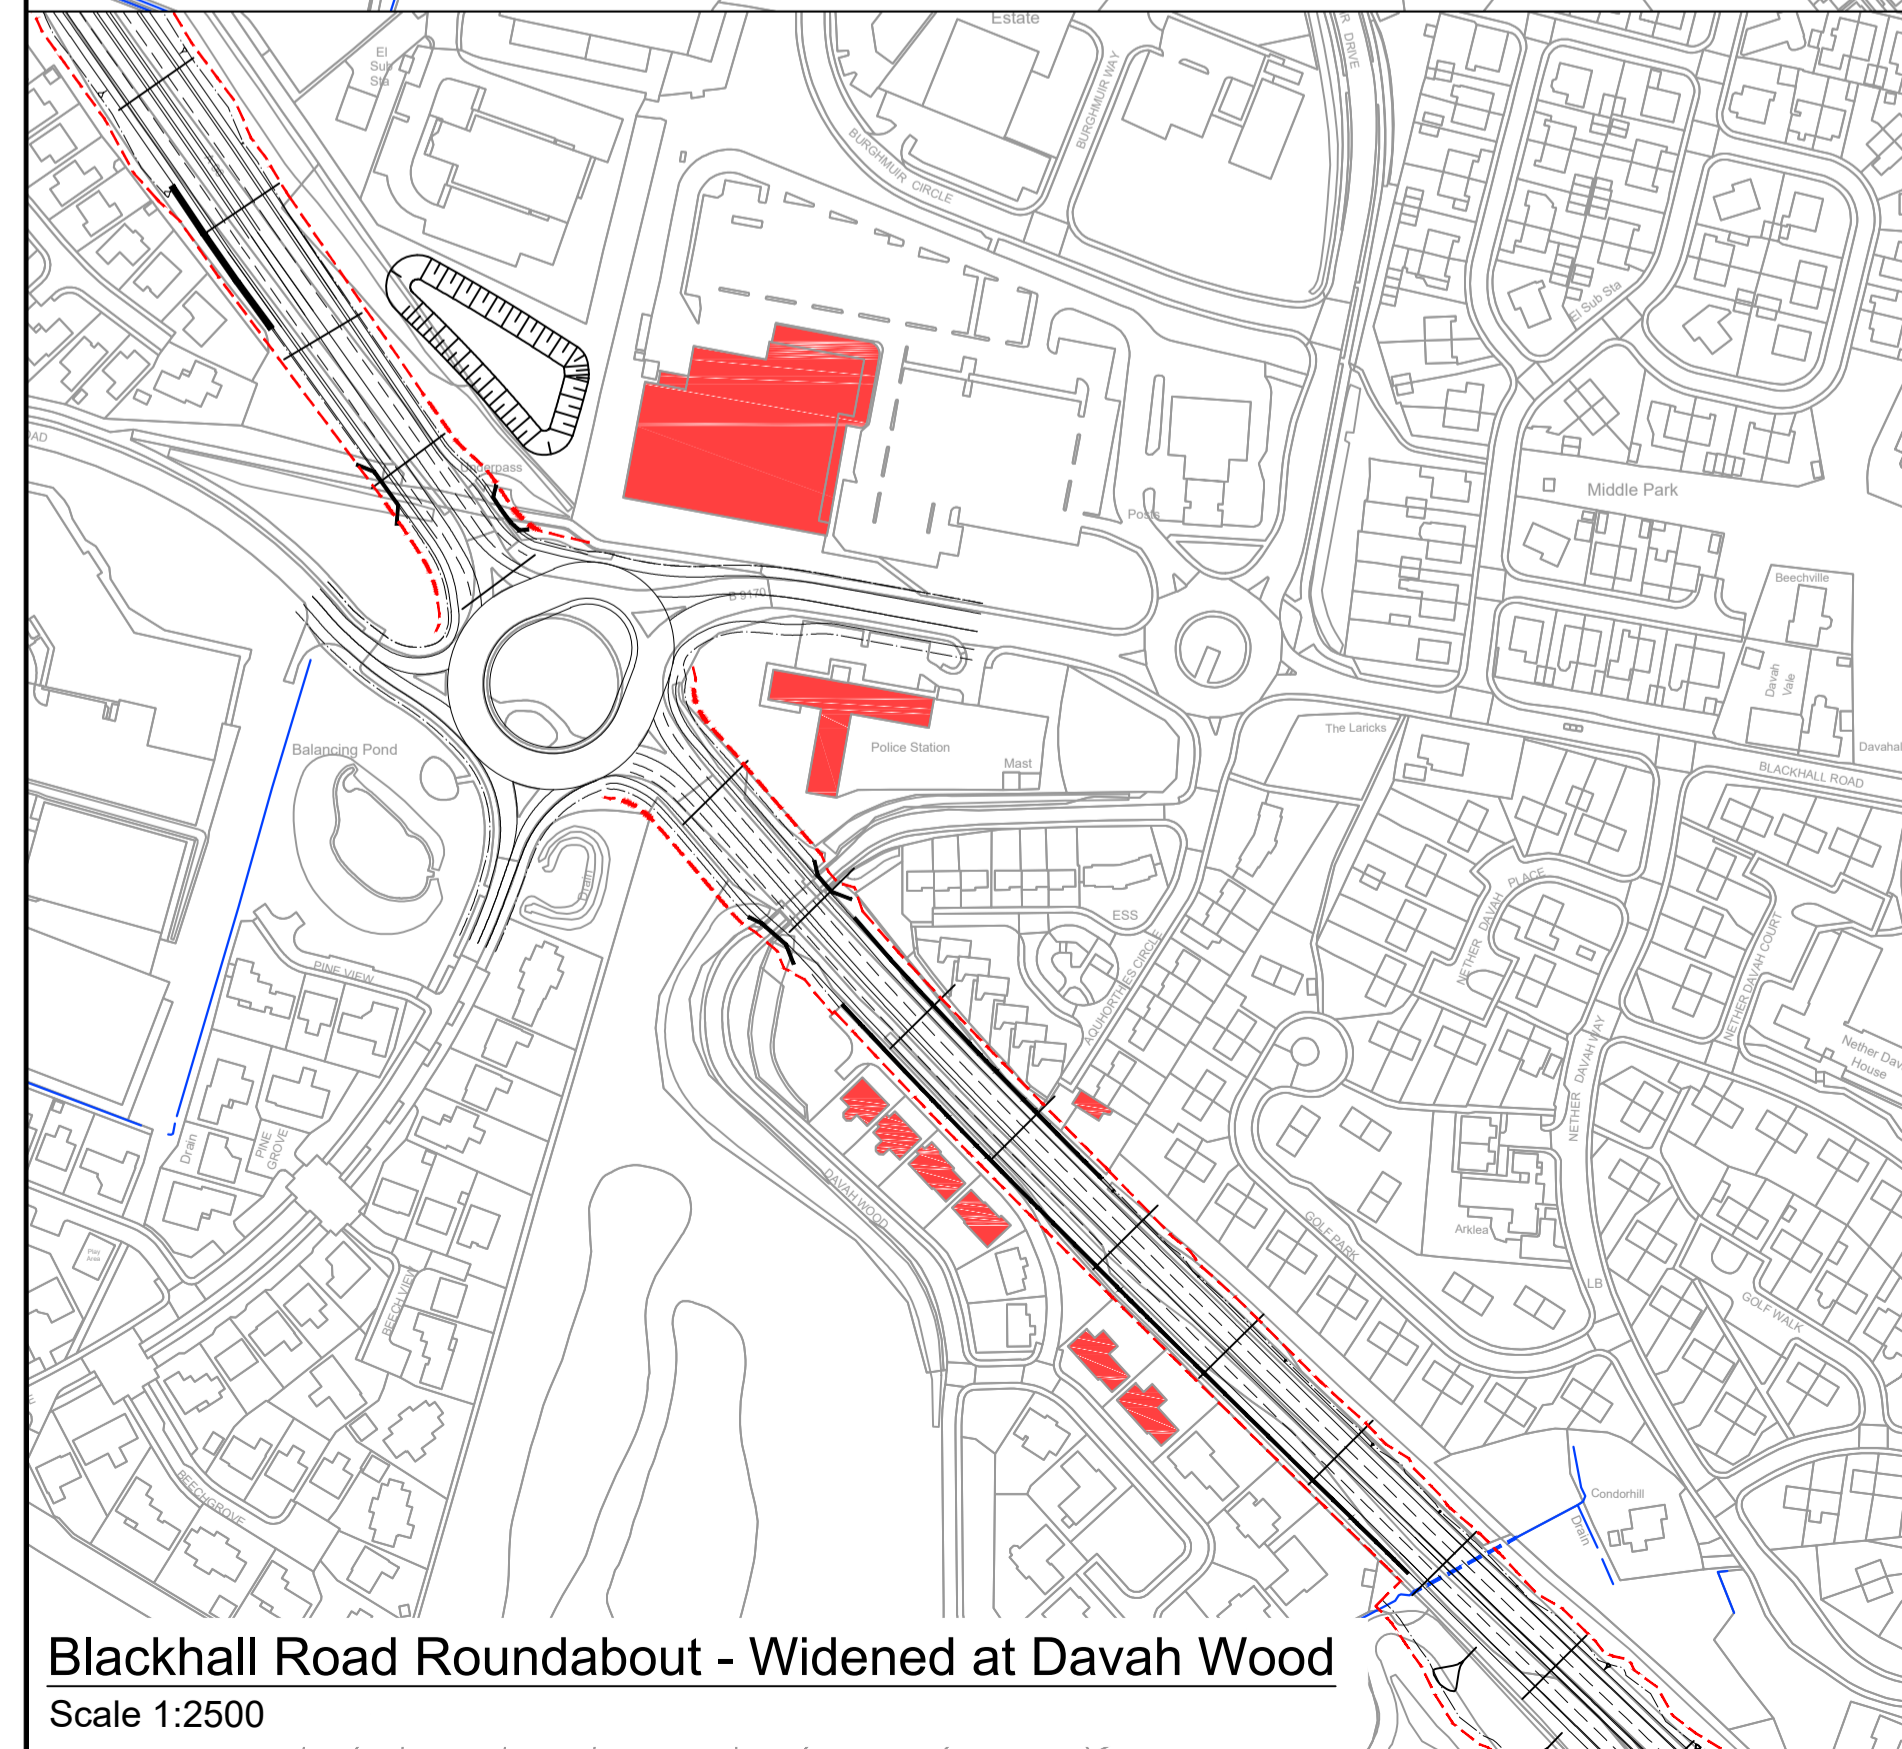 Estate
El
Sub
Sta
DRIVE
BURGHMUIR WAY
BURGHMUIR CIRCLE
El Sub Sta
Underpass
Middle Park
Posts
Beechville
B 9170
Davah
Vale
The Laricks
Police Station
Mast
Balancing Pond
BLACKHALL ROAD
Drain
NETHER DAVAH PLACE
ESS
PINE VIEW
AQUHORTHIES CIRCLE
NETHER DAVAH COURT
NETHER DAVAH WAY
House
Drain
PINE
GROVE
DAVAH WOOD
GOLF PARK
Arklea
Play
Area
LB
BEECH VIEW
GOLF WALK
BEECHGROVE
Condorhill
Drain
Blackhall Road Roundabout - Widened at Davah Wood
Scale 1:2500